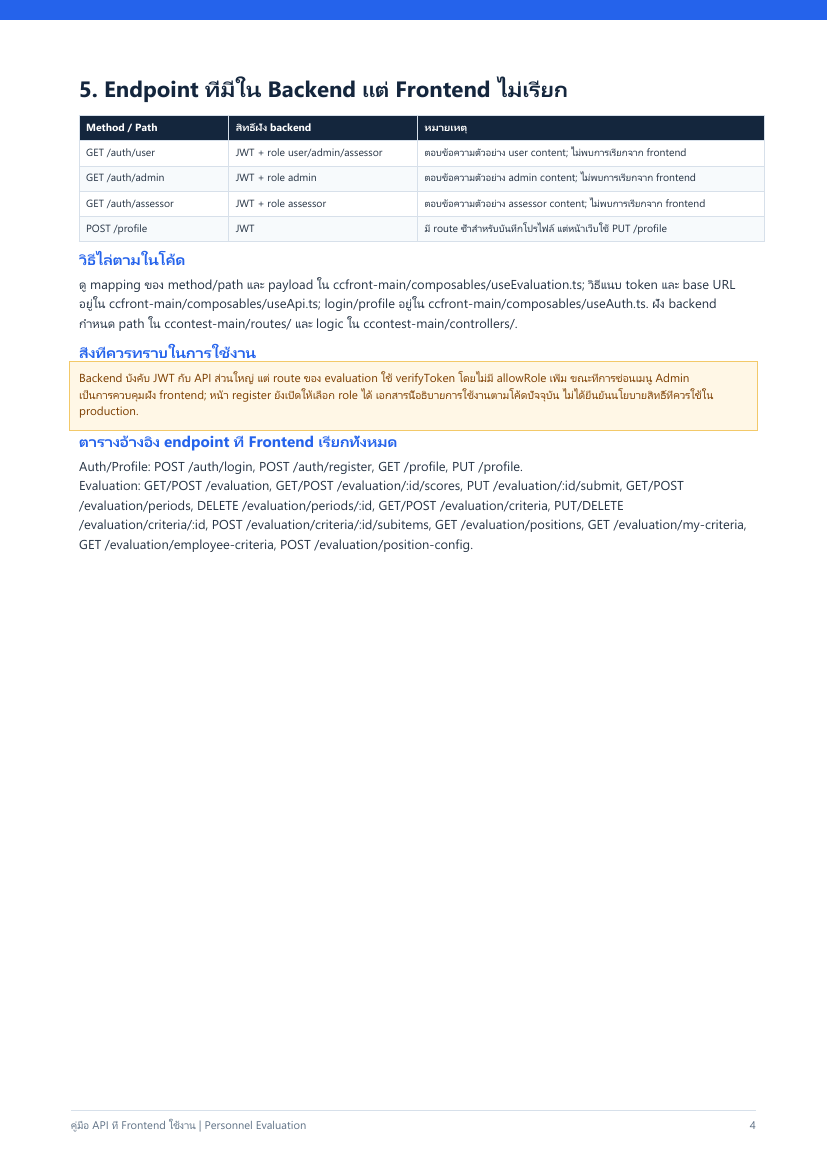 5. Endpoint ที่มีใน Backend แต่ Frontend ไม่เรียก
Method / Path สิทธิ์ฝั่ง backend หมายเหตุ
GET /auth/user JWT + role user/admin/assessor ตอบข้อความตัวอย่าง user content; ไม่พบการเรียกจาก frontend
GET /auth/admin JWT + role admin ตอบข้อความตัวอย่าง admin content; ไม่พบการเรียกจาก frontend
GET /auth/assessor JWT + role assessor ตอบข้อความตัวอย่าง assessor content; ไม่พบการเรียกจาก frontend
POST /profile JWT มี route ซ้ำสำหรับบันทึกโปรไฟล์ แต่หน้าเว็บใช้ PUT /profile
วิธีไล่ตามในโค้ด
ดู mapping ของ method/path และ payload ใน ccfront-main/composables/useEvaluation.ts; วิธีแนบ token และ base URL
อยู่ใน ccfront-main/composables/useApi.ts; login/profile อยู่ใน ccfront-main/composables/useAuth.ts. ฝั่ง backend
กำหนด path ใน ccontest-main/routes/ และ logic ใน ccontest-main/controllers/.
สิ่งที่ควรทราบในการใช้งาน
Backend บังคับ JWT กับ API ส่วนใหญ่ แต่ route ของ evaluation ใช้ verifyToken โดยไม่มี allowRole เพิ่ม ขณะที่การซ่อนเมนู Admin
เป็นการควบคุมฝั่ง frontend; หน้า register ยังเปิดให้เลือก role ได้ เอกสารนี้อธิบายการใช้งานตามโค้ดปัจจุบัน ไม่ได้ยืนยันนโยบายสิทธิ์ที่ควรใช้ใน
production.
ตารางอ้างอิง endpoint ที่ Frontend เรียกทั้งหมด
Auth/Profile: POST /auth/login, POST /auth/register, GET /profile, PUT /profile.
Evaluation: GET/POST /evaluation, GET/POST /evaluation/:id/scores, PUT /evaluation/:id/submit, GET/POST
/evaluation/periods, DELETE /evaluation/periods/:id, GET/POST /evaluation/criteria, PUT/DELETE
/evaluation/criteria/:id, POST /evaluation/criteria/:id/subitems, GET /evaluation/positions, GET /evaluation/my-criteria,
GET /evaluation/employee-criteria, POST /evaluation/position-config.
คู่มือ API ที่ Frontend ใช้งาน | Personnel Evaluation 4